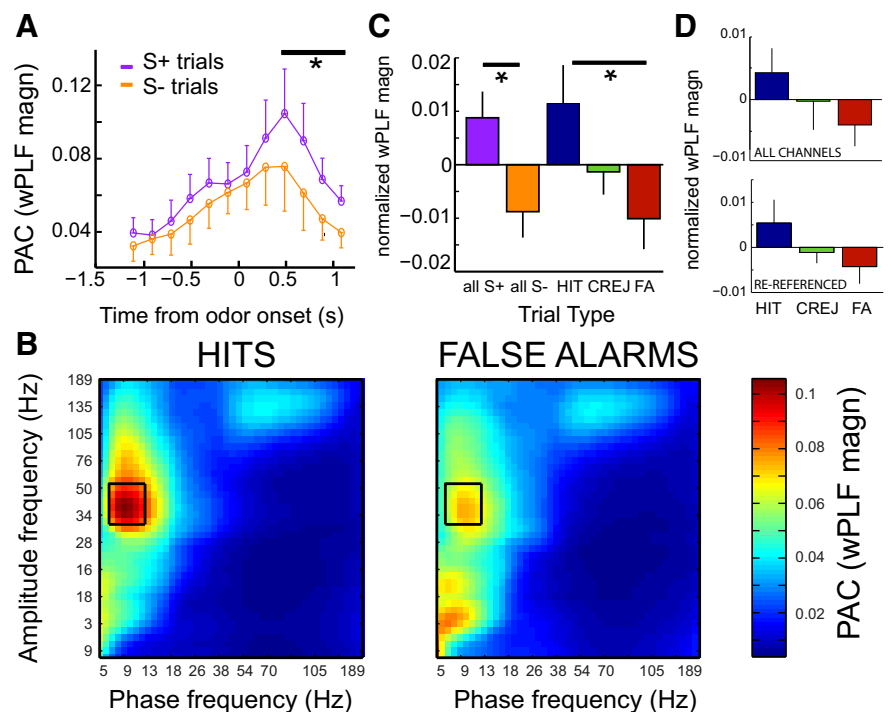 A
PAC (wPLF magn)
0.12
0.08
0.04
S+ trials
S- trials
*
−1.5
−1
−0.5
0
0.5
1
Time from odor onset (s)
C
normalized wPLF magn
0.02
0.01
0
−0.01
−0.02
*
*
all S+
all S-
HIT
CREJ
FA
Trial Type
D
normalized wPLF magn
0.01
0
−0.01
ALL CHANNELS
0.01
0
−0.01
RE-REFERENCED
HIT
CREJ
FA
B
HITS
Amplitude frequency (Hz)
189
135
105
76
50
34
28
16
18
3
9
5 9 13 18 26 38 54 70 105 189
Phase frequency (Hz)
FALSE ALARMS
5 9 13 18 26 38 54 70 105 189
Phase frequency (Hz)
0.1
0.08
0.06
0.04
0.02
PAC (wPLF magn)